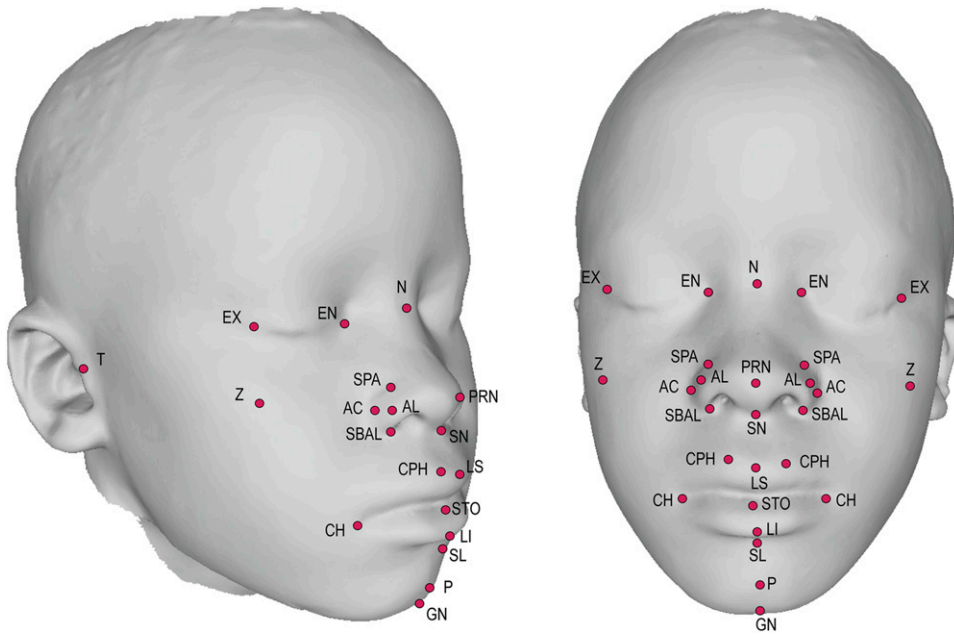 N
EX
EN
T
SPA
Z
AC
AL
PRN
SBAL
SN
CPH
LS
STO
CH
LI
SL
P
GN
N
EX
EN
EN
EX
SPA
SPA
Z
AL
PRN
AL
Z
AC
AC
SBAL
SBAL
SN
CPH
CPH
LS
CH
CH
STO
LI
SL
P
GN